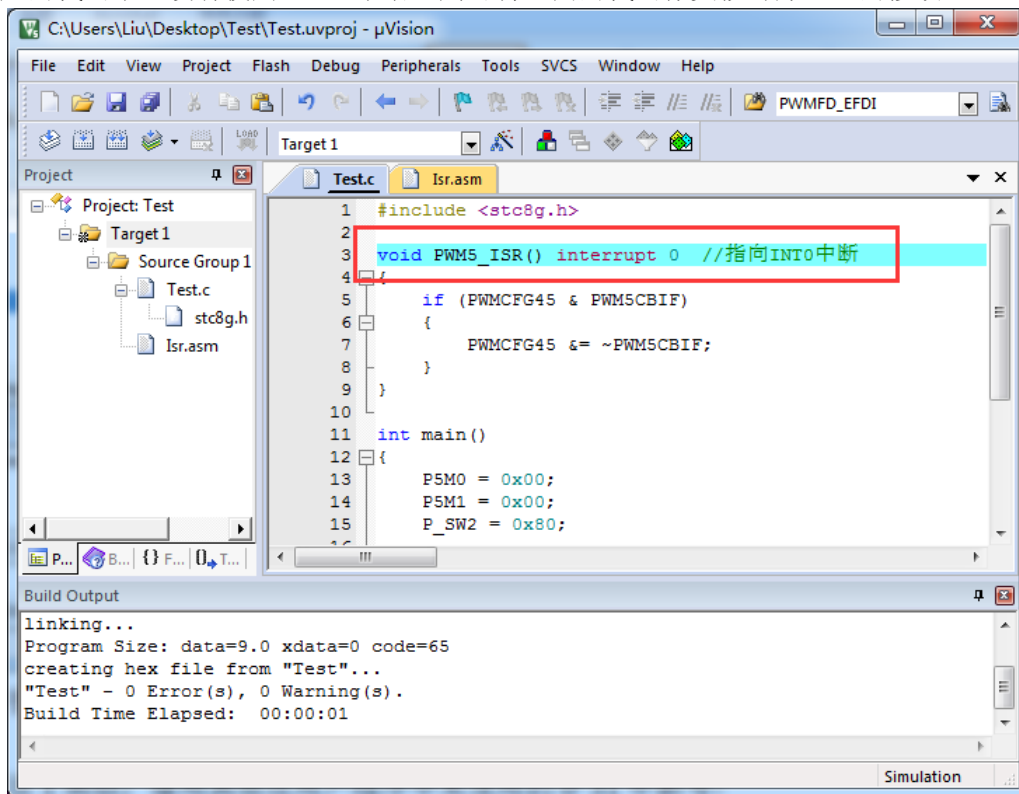 C:\Users\Liu\Desktop\Test\Test.uvproj - µVision
File Edit View Project Flash Debug Peripherals Tools SVCS Window Help
PWMFD_EFDI
LOAD Target 1
Project
Test.c Isr.asm
Project: Test
Target 1
Source Group 1
Test.c
stc8g.h
Isr.asm
1 #include <stc8g.h>
2
3 void PWM5_ISR() interrupt 0 //指向INT0中断
4 {
5 if (PWMCFG45 & PWM5CBIF)
6 {
7 PWMCFG45 &= ~PWM5CBIF;
8 }
9 }
10
11 int main()
12 {
13 P5M0 = 0x00;
14 P5M1 = 0x00;
15 P_SW2 = 0x80;
P... B... {} F... 0 T...
Build Output
linking...
Program Size: data=9.0 xdata=0 code=65
creating hex file from "Test"...
"Test" - 0 Error(s), 0 Warning(s).
Build Time Elapsed: 00:00:01
Simulation